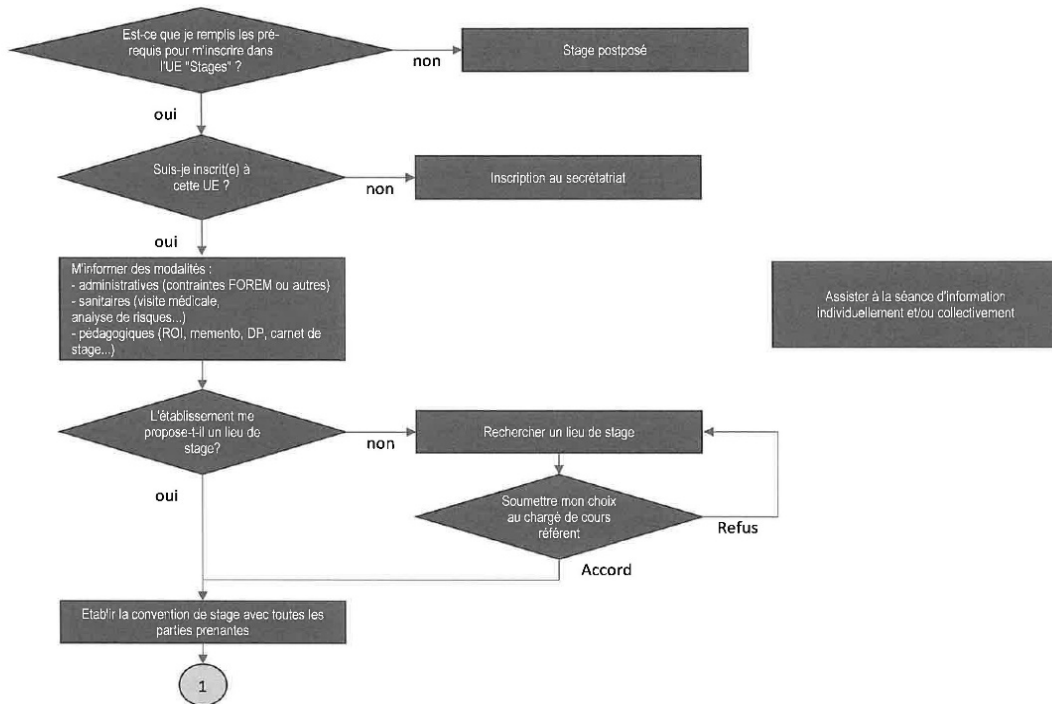 Est-ce que je remplis les pré-
requis pour m'inscrire dans
l'UE "Stages" ?
non
Stage postposé
oui
Suis-je inscrit(e) à
cette UE ?
non
Inscription au secrétatriat
oui
M'informer des modalités :
- administratives (contraintes FOREM ou autres)
- sanitaires (visite médicale,
analyse de risques...)
- pédagogiques (ROI, memento, DP, carnet de
stage...)
Assister à la séance d'information
individuellement et/ou collectivement
L'établissement me
propose-t-il un lieu de
stage?
non
Rechercher un lieu de stage
oui
Soumettre mon choix
au chargé de cours
référent
Refus
Accord
Etablir la convention de stage avec toutes les
parties prenantes
1